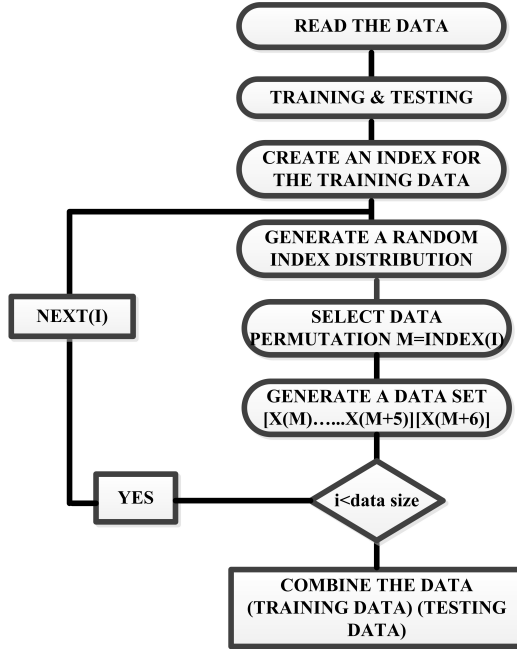 READ THE DATA
TRAINING & TESTING
CREATE AN INDEX FOR
THE TRAINING DATA
GENERATE A RANDOM
INDEX DISTRIBUTION
NEXT(I)
SELECT DATA
PERMUTATION M=INDEX(I)
GENERATE A DATA SET
[X(M)…...X(M+5)][X(M+6)]
YES
i<data size
COMBINE THE DATA
(TRAINING DATA) (TESTING
DATA)